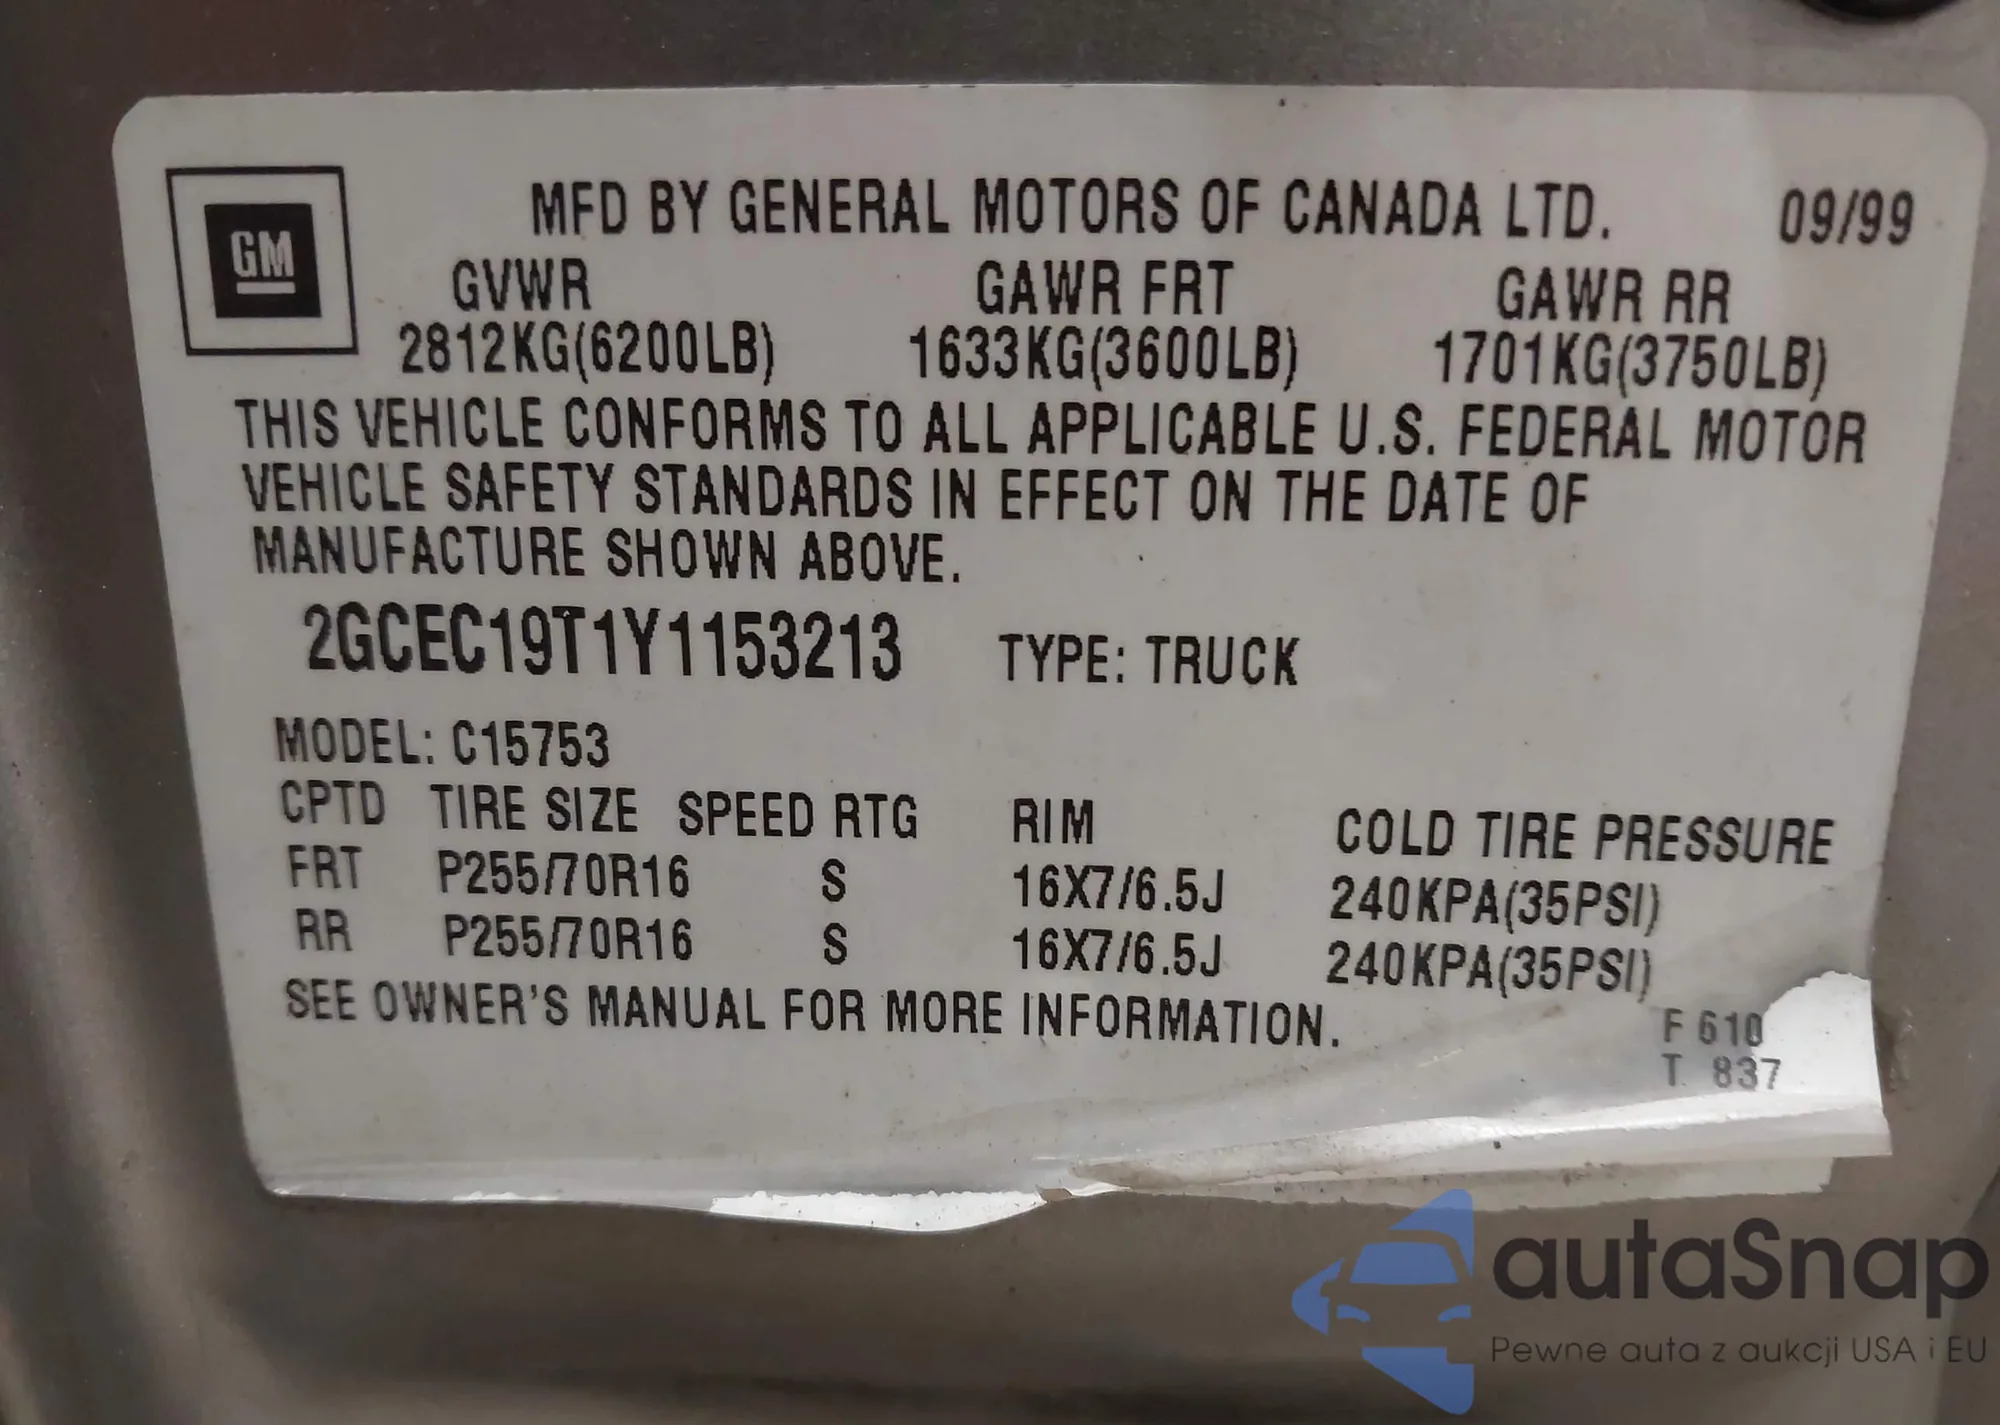 MFD BY GENERAL MOTORS OF CANADA LTD. 09/99
GM
GVWR GAWR FRT GAWR RR
2812KG(6200LB) 1633KG(3600LB) 1701KG(3750LB)
THIS VEHICLE CONFORMS TO ALL APPLICABLE U.S. FEDERAL MOTOR
VEHICLE SAFETY STANDARDS IN EFFECT ON THE DATE OF
MANUFACTURE SHOWN ABOVE.
2GCEC19T1Y1153213 TYPE: TRUCK
MODEL: C15753
CPTD TIRE SIZE SPEED RTG RIM COLD TIRE PRESSURE
FRT P255/70R16 S 16X7/6.5J 240KPA(35PSI)
RR P255/70R16 S 16X7/6.5J 240KPA(35PSI)
SEE OWNER'S MANUAL FOR MORE INFORMATION.
F 610
T 837
autaSnap
Pewne auta z aukcji USA i EU